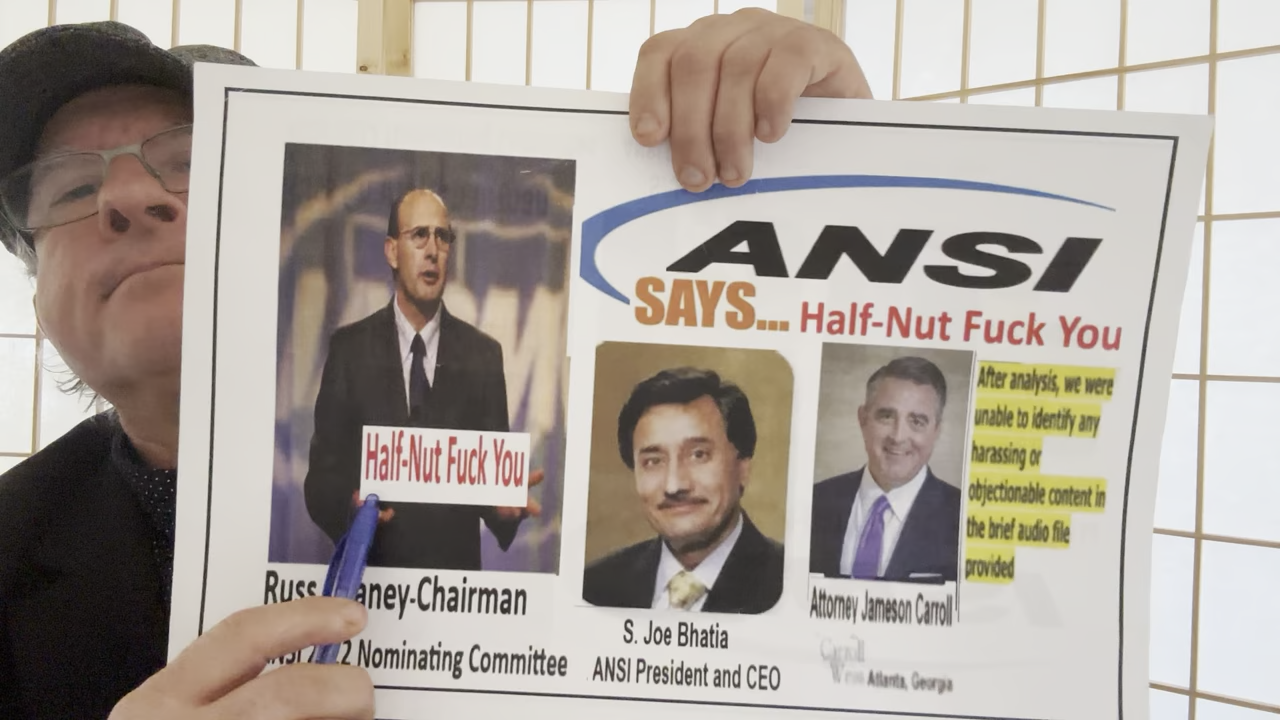 ANSI
SAYS... Half-Nut Fuck You
Half-Nut Fuck You
After analysis, we were
unable to identify any
harassing or
objectionable content in
the brief audio file
provided
Russ aney-Chairman
2 Nominating Committee
S. Joe Bhatia
ANSI President and CEO
Attorney Jameson Carroll
Carroll
Atlanta, Georgia